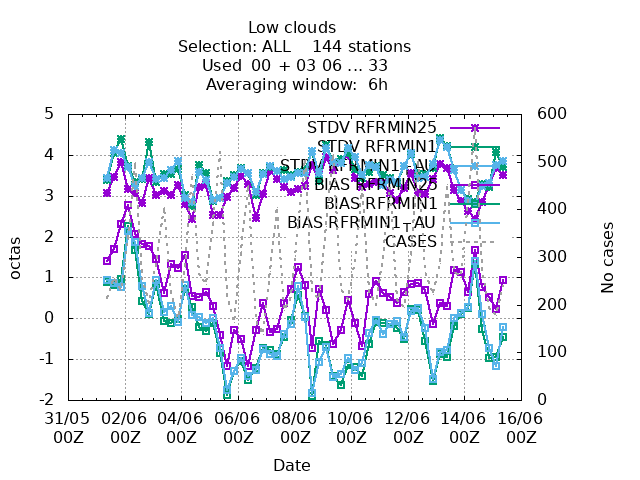 Low clouds
Selection: ALL    144 stations
Used  00 + 03 06 ... 33
Averaging window:  6h
5
4
3
2
1
0
-1
-2
600
500
400
300
200
100
0
octas
No cases
STDV RFRMIN25
STDV RFRMIN1
STDV RFRMIN1_AU
BIAS RFRMIN25
BIAS RFRMIN1
BIAS RFRMIN1_AU
CASES
31/05 02/06 04/06 06/06 08/06 10/06 12/06 14/06 16/06
00Z 00Z 00Z 00Z 00Z 00Z 00Z 00Z 00Z
Date